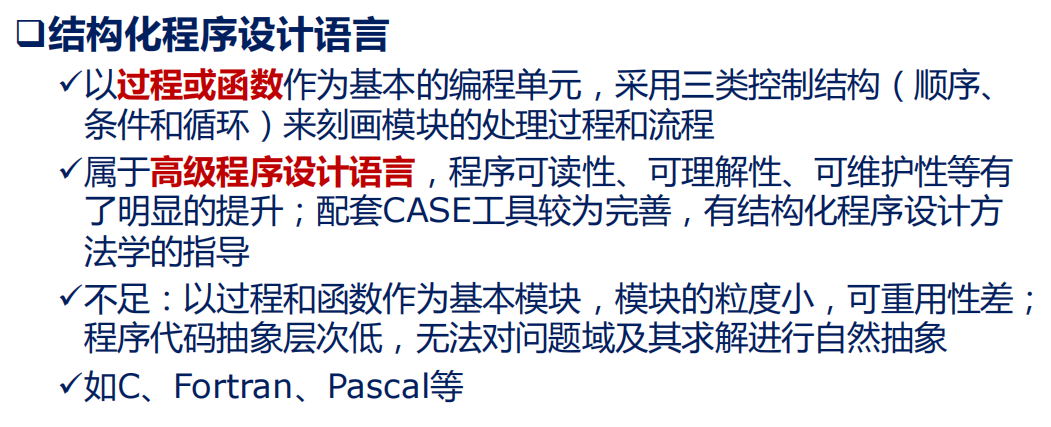 ❑结构化程序设计语言
✓以过程或函数作为基本的编程单元，采用三类控制结构（顺序、
条件和循环）来刻画模块的处理过程和流程
✓属于高级程序设计语言，程序可读性、可理解性、可维护性等有
了明显的提升；配套CASE工具较为完善，有结构化程序设计方
法学的指导
✓不足：以过程和函数作为基本模块，模块的粒度小，可重用性差；
程序代码抽象层次低，无法对问题域及其求解进行自然抽象
✓如C、Fortran、Pascal等